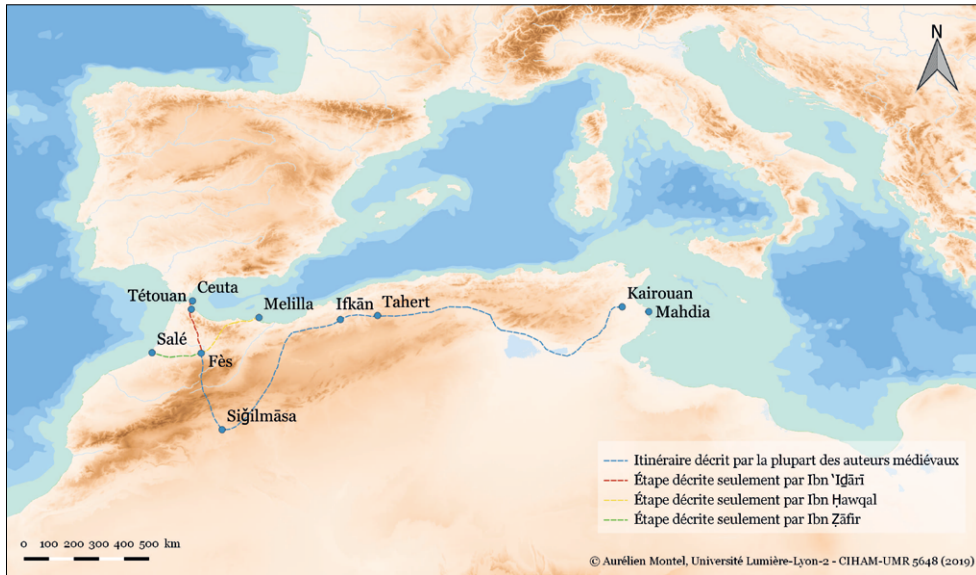 N
Ceuta
Tétouan
Melilla
Ifkān
Tahert
Kairouan
Mahdia
Salé
Fès
Siǧilmāsa
Itinéraire décrit par la plupart des auteurs médiévaux
Étape décrite seulement par Ibn ʿIḏārī
Étape décrite seulement par Ibn Ḥawqal
Étape décrite seulement par Ibn Ẓāfir
0 100 200 300 400 500 km
© Aurélien Montel, Université Lumière-Lyon-2 - CIHAM-UMR 5648 (2019)